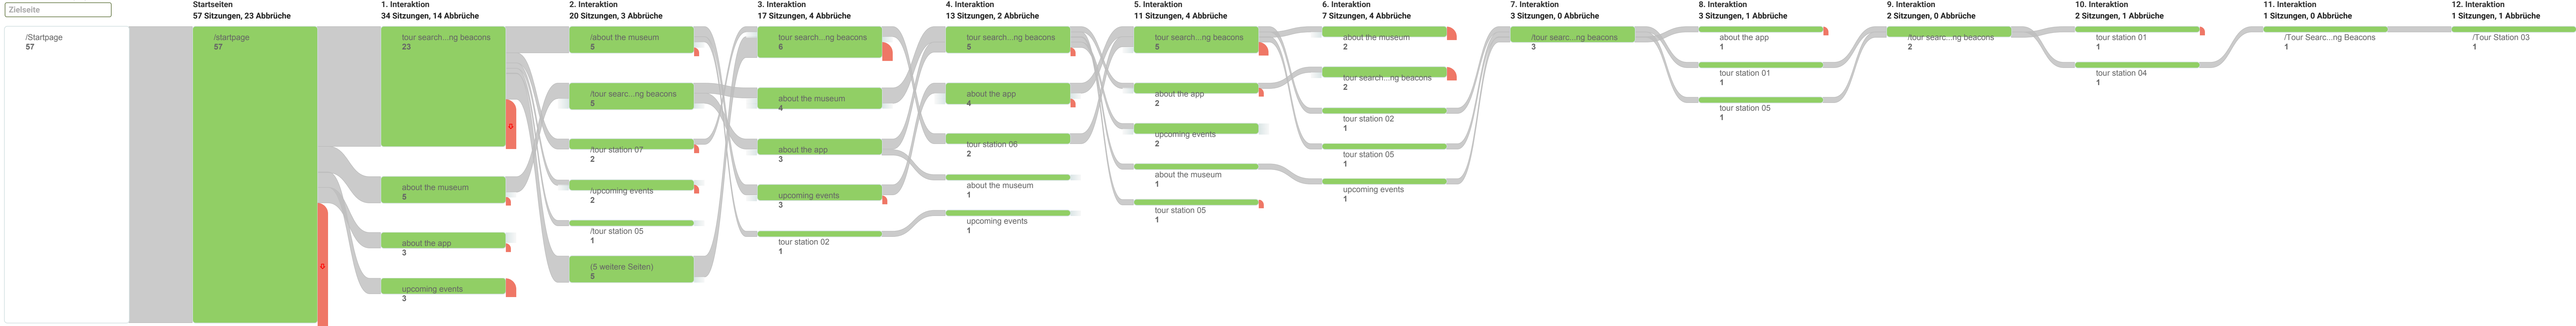 Zielseite
/Startpage
57
Startseiten
57 Sitzungen, 23 Abbrüche
/startpage
57
1. Interaktion
34 Sitzungen, 14 Abbrüche
tour search...ng beacons
23
about the museum
5
about the app
3
upcoming events
3
2. Interaktion
20 Sitzungen, 3 Abbrüche
/about the museum
5
/tour searc...ng beacons
5
/tour station 07
2
/upcoming events
2
/tour station 05
1
(5 weitere Seiten)
5
3. Interaktion
17 Sitzungen, 4 Abbrüche
tour search...ng beacons
6
about the museum
4
about the app
3
upcoming events
3
tour station 02
1
4. Interaktion
13 Sitzungen, 2 Abbrüche
tour search...ng beacons
5
about the app
4
tour station 06
2
about the museum
1
upcoming events
1
5. Interaktion
11 Sitzungen, 4 Abbrüche
tour search...ng beacons
5
about the app
2
upcoming events
2
about the museum
1
tour station 05
1
6. Interaktion
7 Sitzungen, 4 Abbrüche
about the museum
2
tour search...ng beacons
2
tour station 02
1
tour station 05
1
upcoming events
1
7. Interaktion
3 Sitzungen, 0 Abbrüche
/tour searc...ng beacons
3
8. Interaktion
3 Sitzungen, 1 Abbrüche
about the app
1
tour station 01
1
tour station 05
1
9. Interaktion
2 Sitzungen, 0 Abbrüche
/tour searc...ng beacons
2
10. Interaktion
2 Sitzungen, 1 Abbrüche
tour station 01
1
tour station 04
1
11. Interaktion
1 Sitzungen, 0 Abbrüche
/Tour Searc...ng Beacons
1
12. Interaktion
1 Sitzungen, 1 Abbrüche
/Tour Station 03
1